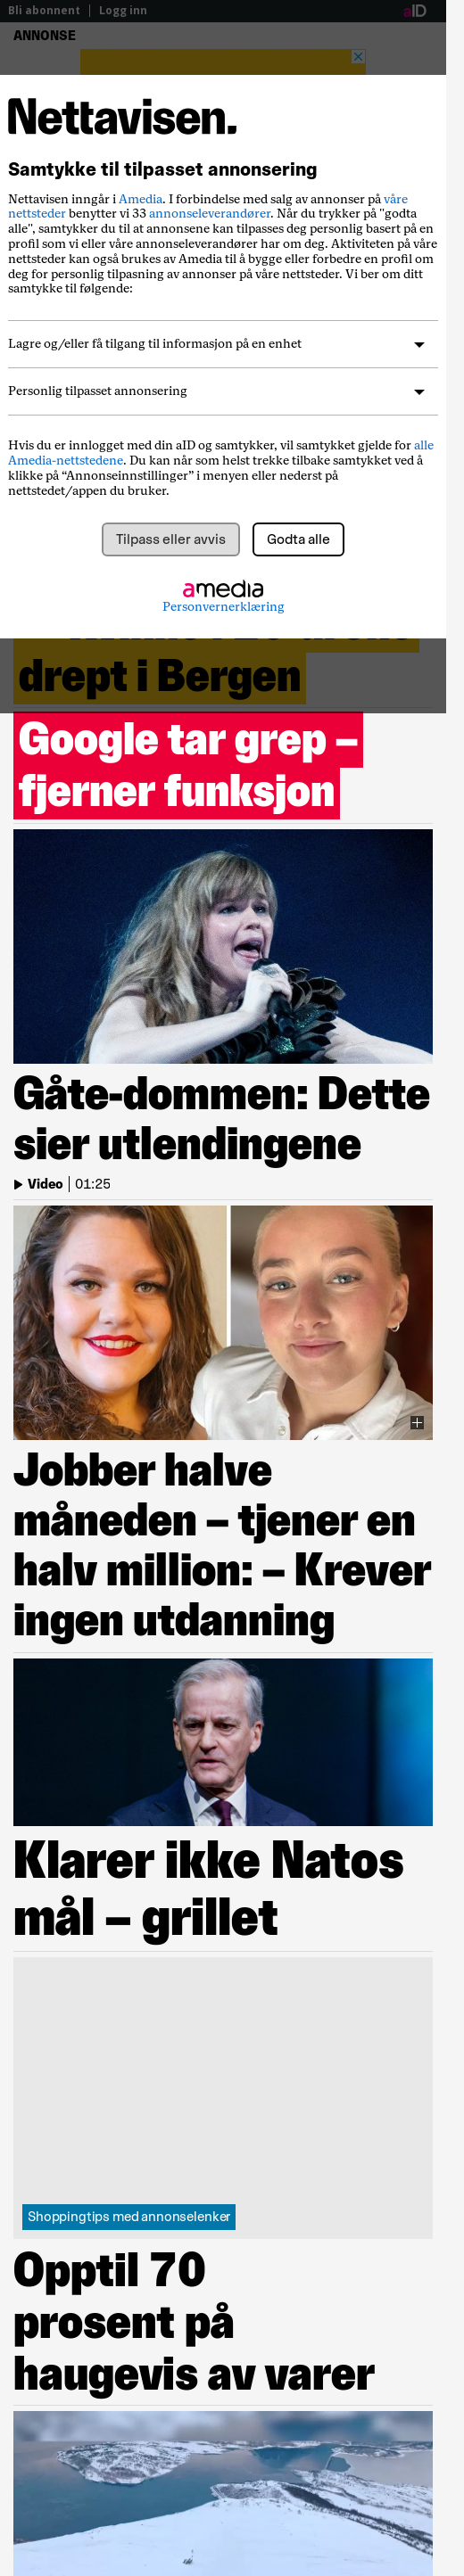 Bli abonnent | Logg inn
aID
ANNONSE
Nettavisen.
Samtykke til tilpasset annonsering
Nettavisen inngår i Amedia. I forbindelse med salg av annonser på våre
nettsteder benytter vi 33 annonseleverandører. Når du trykker på "godta
alle", samtykker du til at annonsene kan tilpasses deg personlig basert på en
profil som vi eller våre annonseleverandører har om deg. Aktiviteten på våre
nettsteder kan også brukes av Amedia til å bygge eller forbedre en profil om
deg for personlig tilpasning av annonser på våre nettsteder. Vi ber om ditt
samtykke til følgende:
Lagre og/eller få tilgang til informasjon på en enhet
Personlig tilpasset annonsering
Hvis du er innlogget med din aID og samtykker, vil samtykket gjelde for alle
Amedia-nettstedene. Du kan når som helst trekke tilbake samtykket ved å
klikke på “Annonseinnstillinger” i menyen eller nederst på
nettstedet/appen du bruker.
Tilpass eller avvis
Godta alle
amedia
Personvernerklæring
drept i Bergen
Google tar grep –
fjerner funksjon
Gåte-dommen: Dette
sier utlendingene
Video | 01:25
Jobber halve
måneden – tjener en
halv million: – Krever
ingen utdanning
Klarer ikke Natos
mål – grillet
Shoppingtips med annonselenker
Opptil 70
prosent på
haugevis av varer